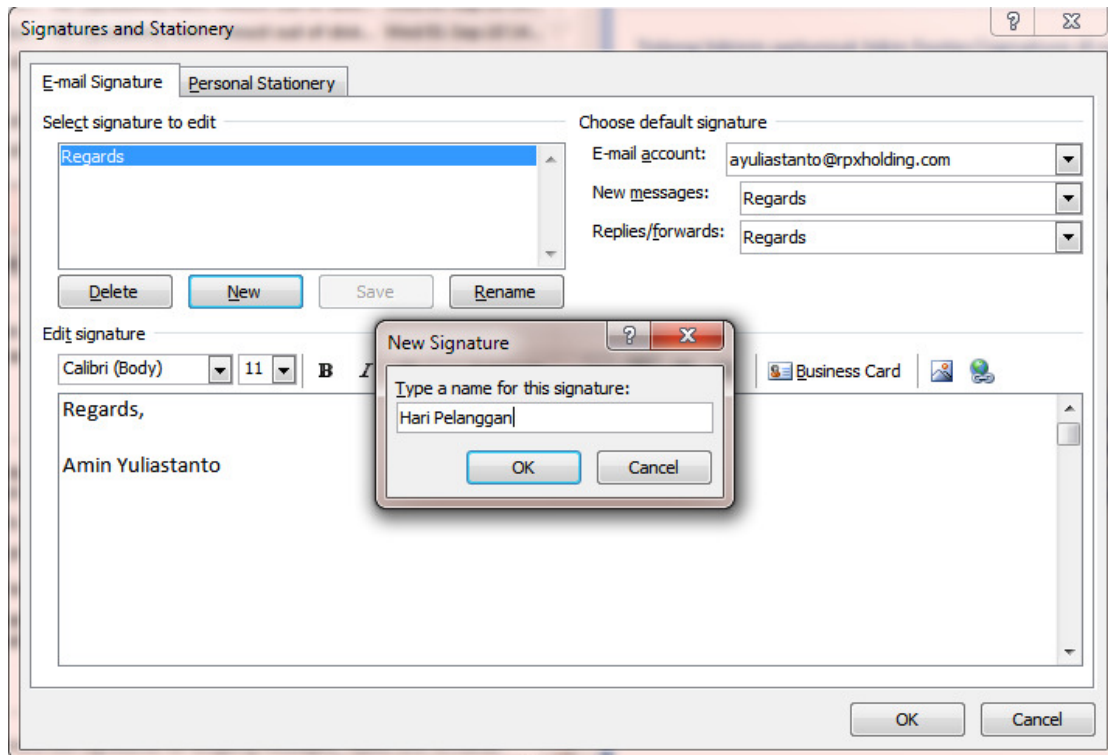 Signatures and Stationery
E-mail Signature
Personal Stationery
Select signature to edit
Choose default signature
Regards
E-mail account: ayuliastanto@rpxholding.com
New messages: Regards
Replies/forwards: Regards
Delete New Save Rename
Edit signature
New Signature
Calibri (Body) 11 B I
Business Card
Type a name for this signature:
Hari Pelanggan
OK Cancel
Regards,
Amin Yuliastanto
OK Cancel